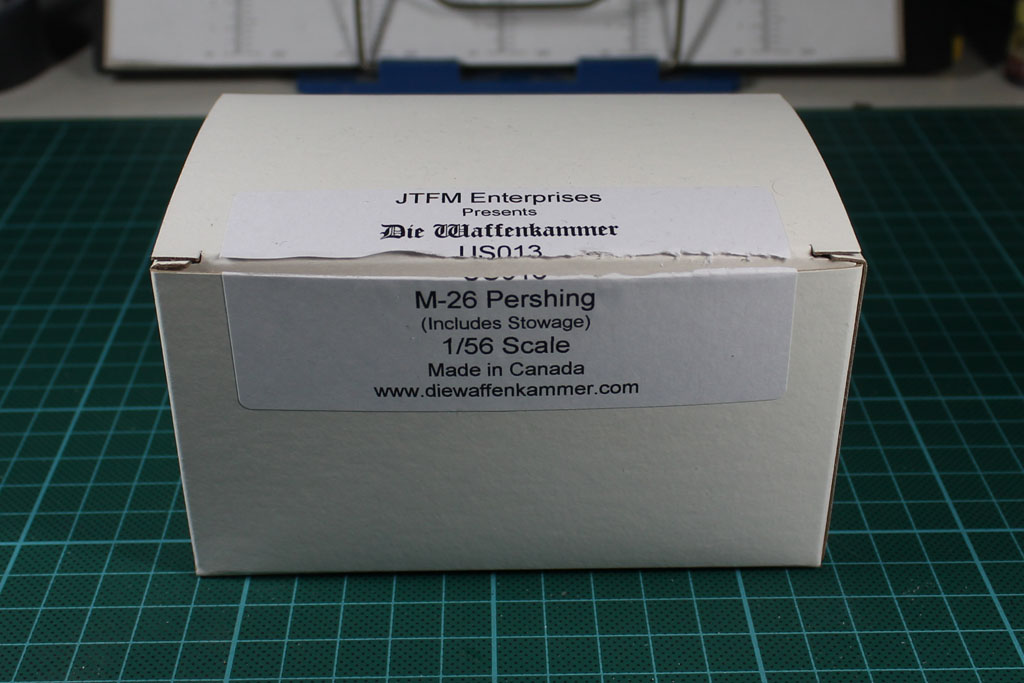 JTFM Enterprises
Presents
Die Waffenkammer
US013
M-26 Pershing
(Includes Stowage)
1/56 Scale
Made in Canada
www.diewaffenkammer.com